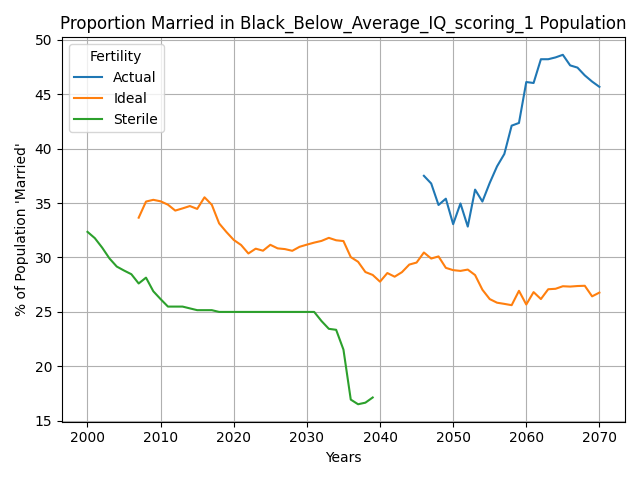 Proportion Married in Black_Below_Average_IQ_scoring_1 Population
Fertility
Actual
Ideal
Sterile
% of Population 'Married'
50
45
40
35
30
25
20
15
2000 2010 2020 2030 2040 2050 2060 2070
Years